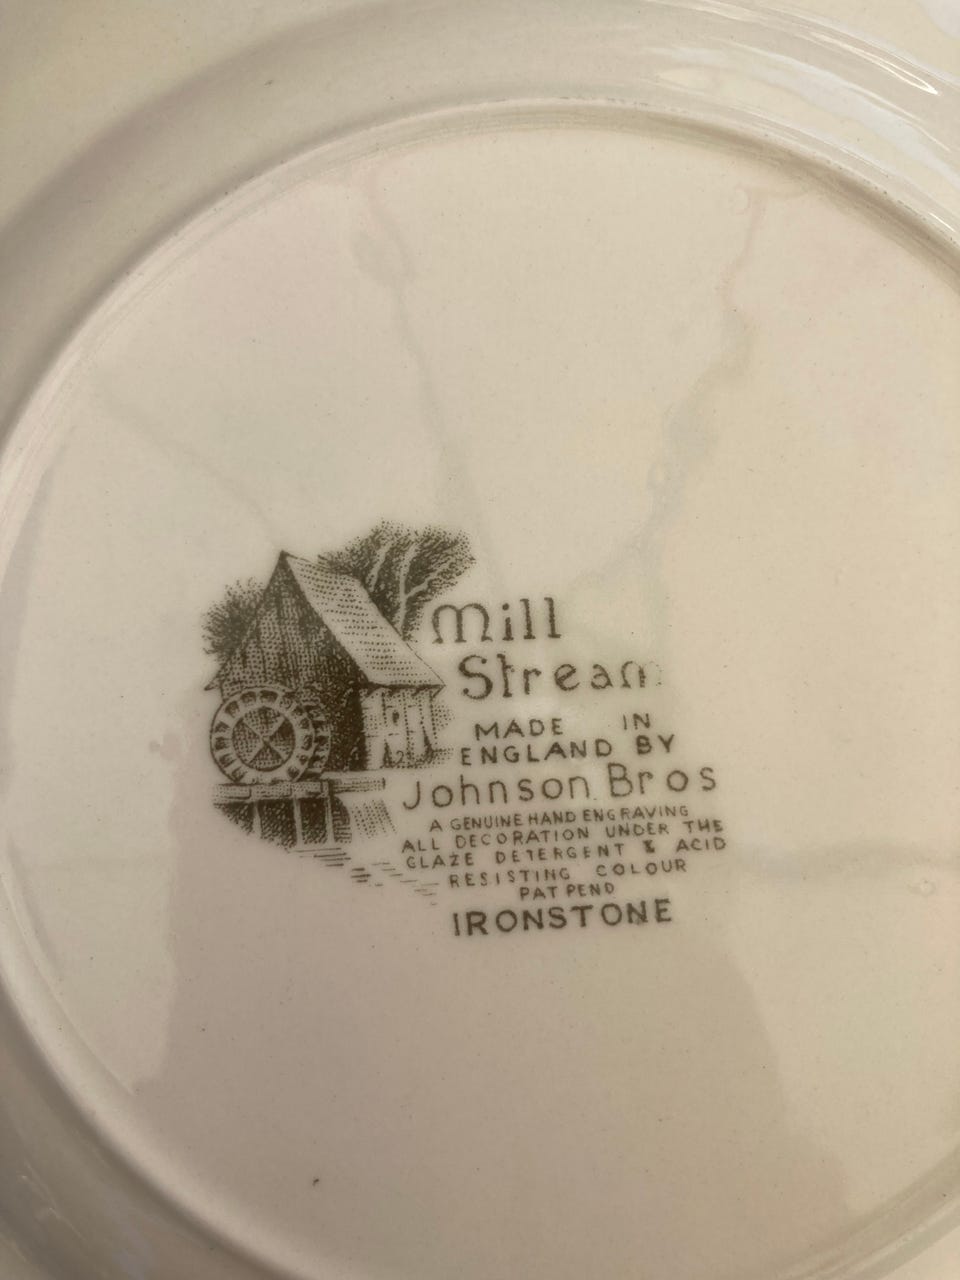 Mill
Stream
MADE IN
ENGLAND BY
Johnson Bros
A GENUINE HAND ENGRAVING
ALL DECORATION UNDER THE
GLAZE DETERGENT & ACID
RESISTING COLOUR
PAT PEND
IRONSTONE